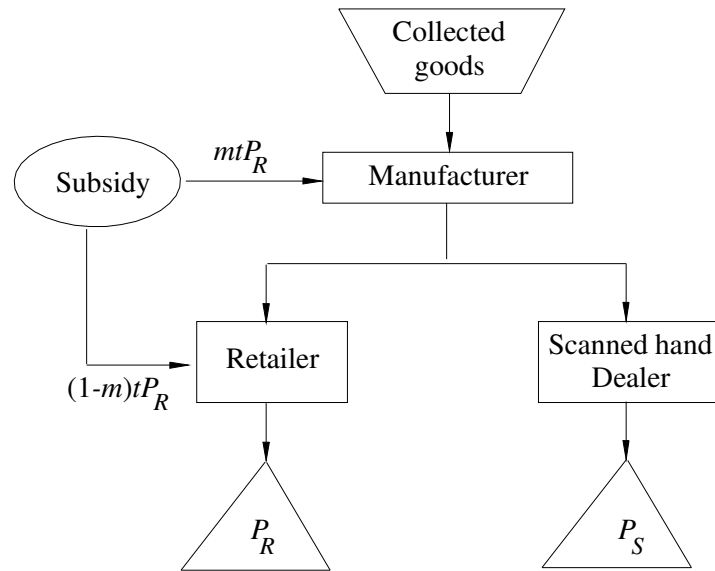 Collected
goods
mtP_R
Subsidy
Manufacturer
Retailer
Scanned hand
Dealer
(1-m)tP_R
P_R
P_S